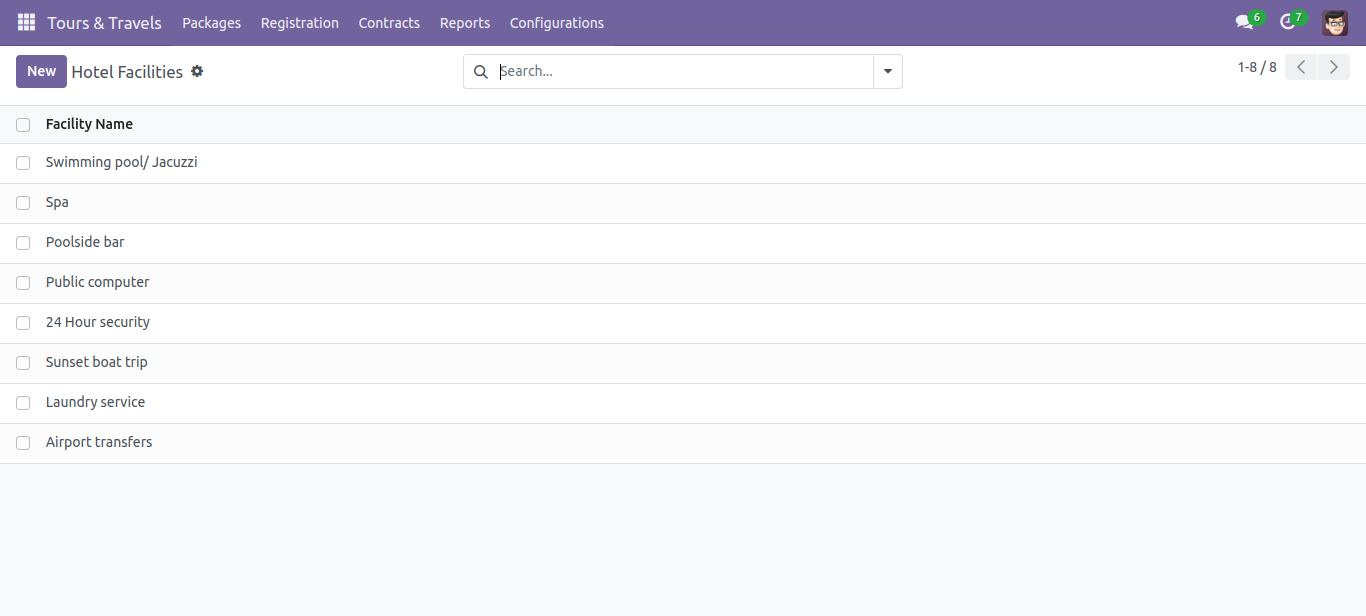 Tours & Travels Packages Registration Contracts Reports Configurations 6 7
New Hotel Facilities Search... 1-8 / 8
Facility Name
Swimming pool/ Jacuzzi
Spa
Poolside bar
Public computer
24 Hour security
Sunset boat trip
Laundry service
Airport transfers